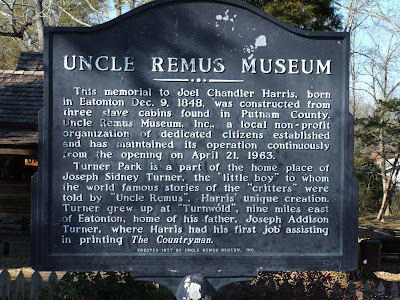 UNCLE REMUS MUSEUM
This memorial to Joel Chandler Harris, born
in Eatonton Dec. 9, 1848, was constructed from
three slave cabins found in Putnam County.
Uncle Remus Museum, Inc., a local non-profit
organization of dedicated citizens established
and has maintained its operation continuously
from the opening on April 21, 1963.
Turner Park is a part of the home place of
Joseph Sidney Turner, the "little boy" to whom
the world famous stories of the "critters" were
told by "Uncle Remus", Harris' unique creation.
Turner grew up at "Turnwold", nine miles east
of Eatonton, home of his father, Joseph Addison
Turner, where Harris had his first job assisting
in printing The Countryman.
ERECTED 1977 BY UNCLE REMUS MUSEUM, INC.